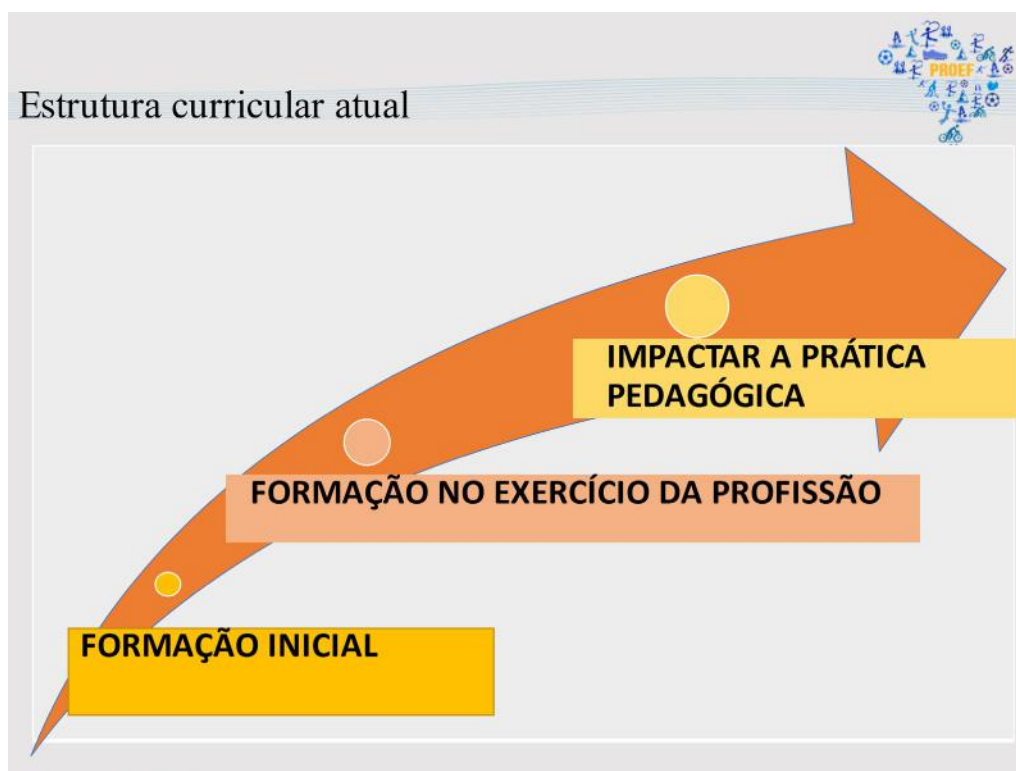 PROEF
Estrutura curricular atual
IMPACTAR A PRÁTICA
PEDAGÓGICA
FORMAÇÃO NO EXERCÍCIO DA PROFISSÃO
FORMAÇÃO INICIAL